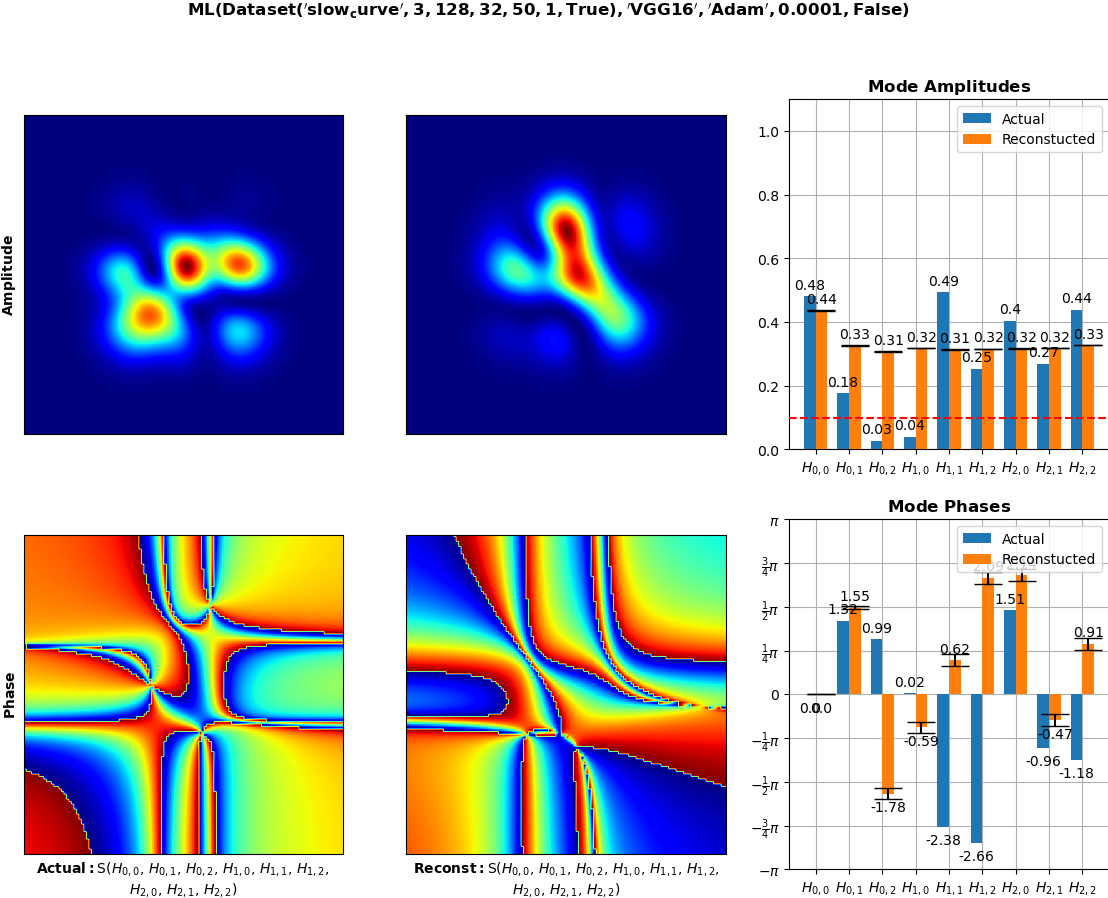 ML(Dataset('slow_curve', 3, 128, 32, 50, 1, True), 'VGG16', 'Adam', 0.0001, False)
Amplitude
Mode Amplitudes
Actual
Reconstucted
1.0
0.8
0.6
0.4
0.2
0.0
0.48
0.44
0.18
0.33
0.03
0.31
0.04
0.32
0.49
0.31
0.25
0.32
0.4
0.32
0.27
0.32
0.44
0.33
H0,0 H0,1 H0,2 H1,0 H1,1 H1,2 H2,0 H2,1 H2,2
Phase
Actual: S(H0,0, H0,1, H0,2, H1,0, H1,1, H1,2,
H2,0, H2,1, H2,2)
Reconst: S(H0,0, H0,1, H0,2, H1,0, H1,1, H1,2,
H2,0, H2,1, H2,2)
Mode Phases
Actual
Reconstucted
π
3/4π
1/2π
1/4π
0
−1/4π
−1/2π
−3/4π
−π
0.0
0.0
1.32
1.55
0.99
-1.78
0.02
-0.59
-2.38
0.62
-2.66
2.09
1.51
-0.96
-0.47
-1.18
0.91
H0,0 H0,1 H0,2 H1,0 H1,1 H1,2 H2,0 H2,1 H2,2